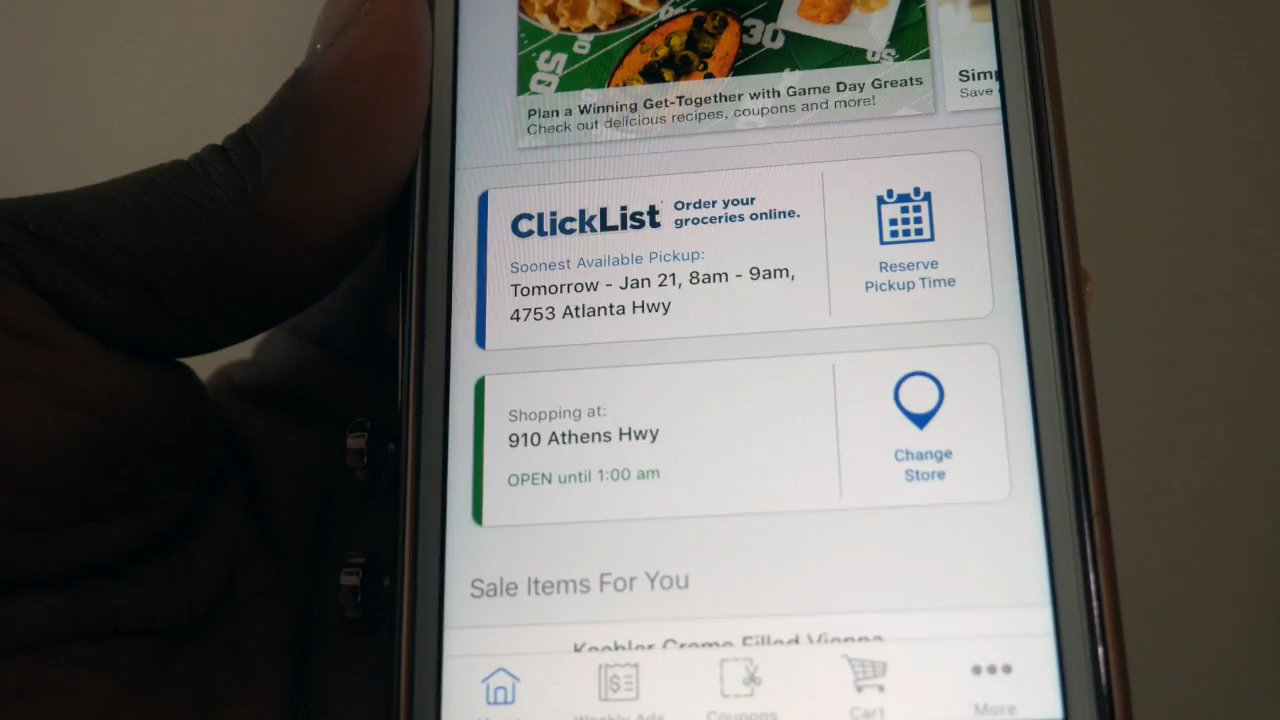 50
30
50
Plan a Winning Get-Together with Game Day Greats
Check out delicious recipes, coupons and more!
Save
ClickList
Order your
groceries online.
Soonest Available Pickup:
Tomorrow - Jan 21, 8am - 9am,
4753 Atlanta Hwy
Reserve
Pickup Time
Shopping at:
910 Athens Hwy
OPEN until 1:00 am
Change
Store
Sale Items For You
Keebler Creme Filled Vienna
Weekly Ads
Coupons
Cart
More